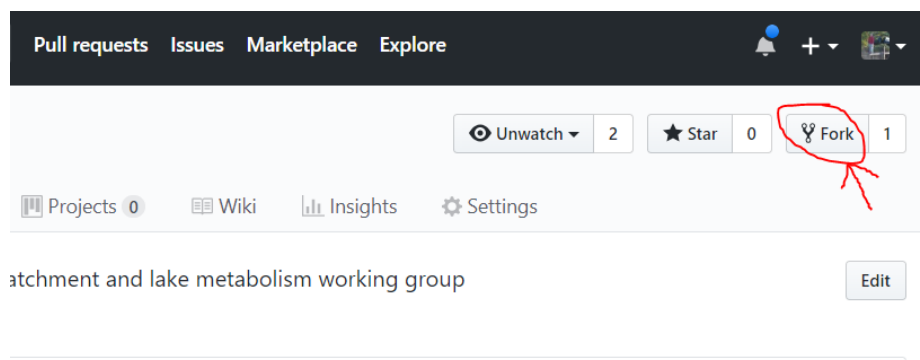 Pull requests Issues Marketplace Explore
Unwatch 2 Star 0 Fork 1
Projects 0 Wiki Insights Settings
atchment and lake metabolism working group Edit